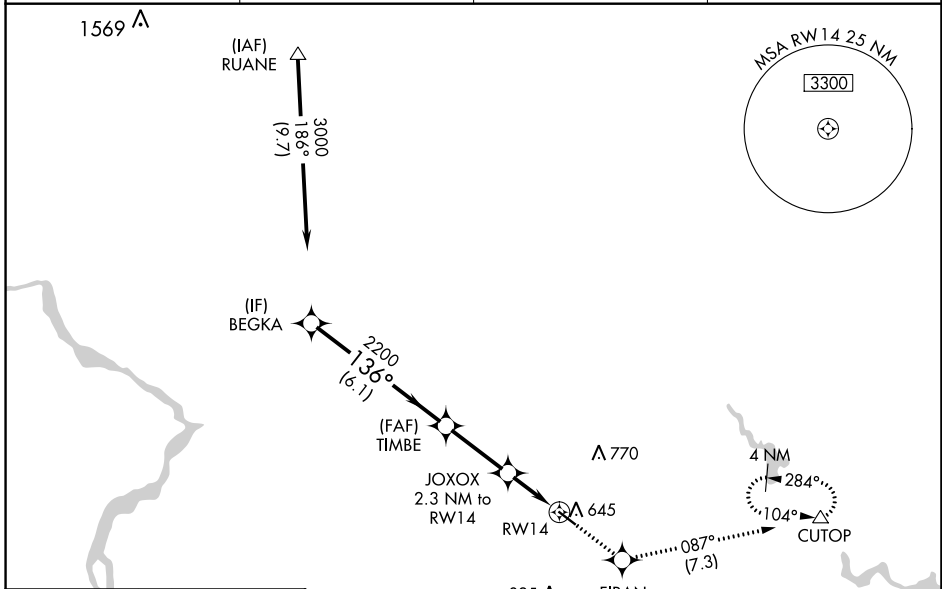 1569
(IAF)
RUANE
3000
186°
(9.7)
MSA RW14 25 NM
3300
(IF)
BEGKA
2200
136°
(6.1)
(FAF)
TIMBE
JOXOX
2.3 NM to
RW14
770
645
RW14
4 NM
284°
104°
CUTOP
087°
(7.3)